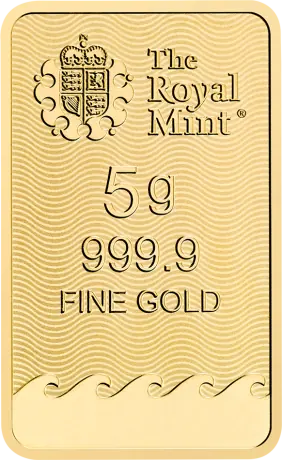 The
Royal
Mint®
5g
999.9
FINE GOLD